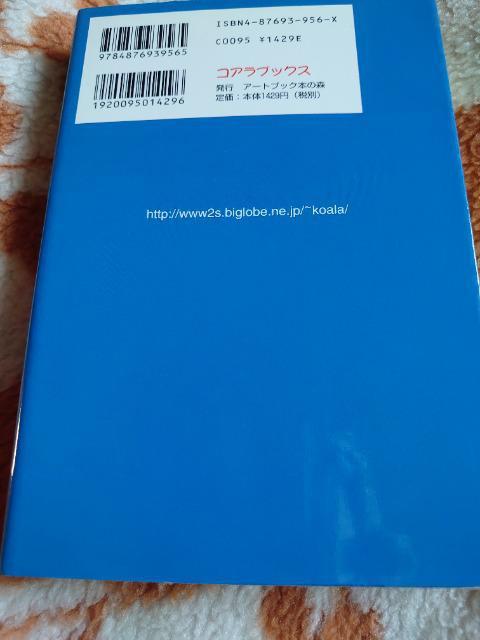 ISBN4-87693-956-X
9784876939565
C0095 ¥1429E
1920095014296
コアラブックス
発行 アートブック本の森
定価：本体1429円（税別）
http://www2s.biglobe.ne.jp/~koala/